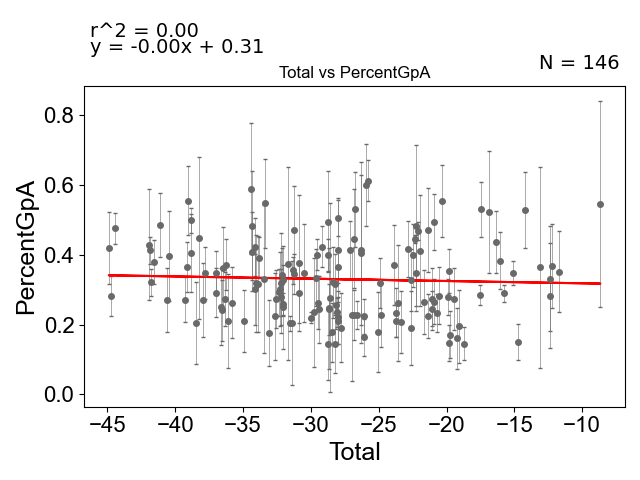 r^2 = 0.00
y = -0.00x + 0.31
N = 146
Total vs PercentGpA
PercentGpA
0.8
0.6
0.4
0.2
0.0
−45 −40 −35 −30 −25 −20 −15 −10
Total